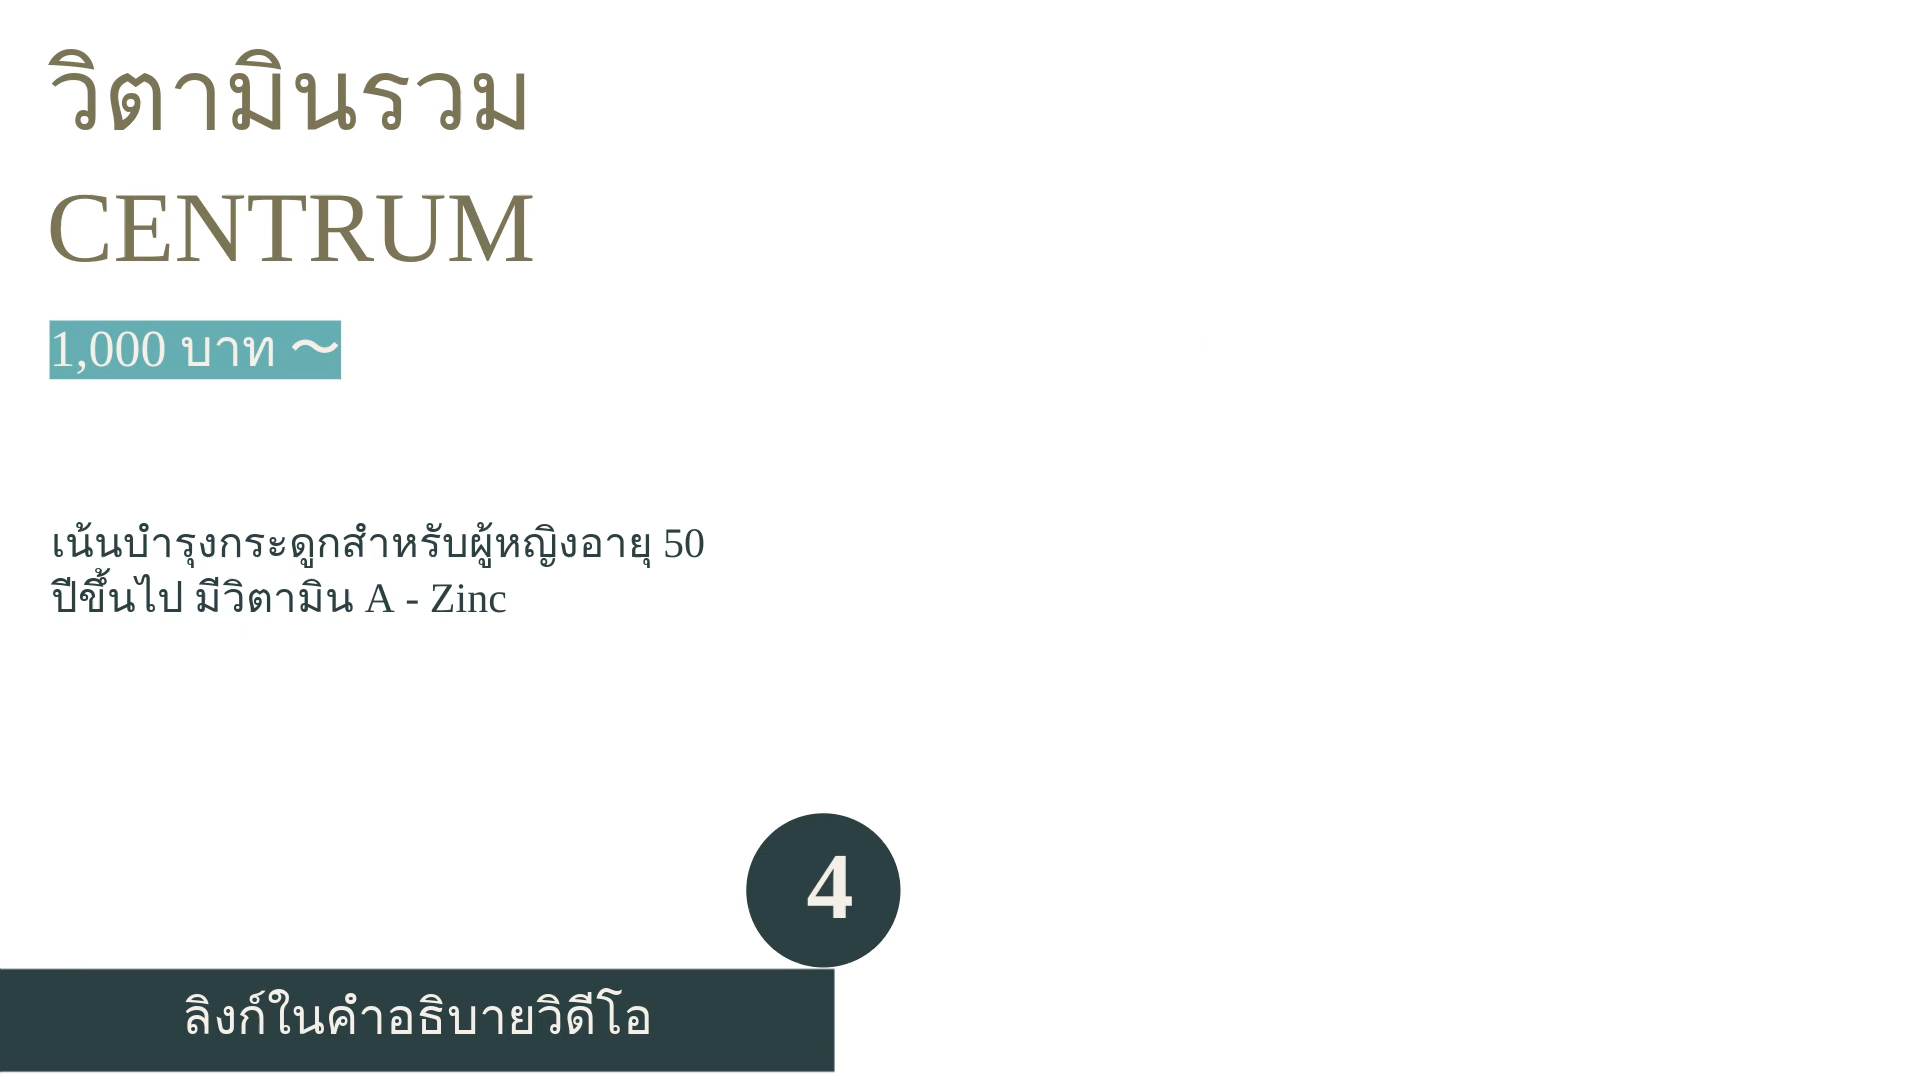 วิตามินรวม
CENTRUM
1,000 บาท ～
เน้นบำรุงกระดูกสำหรับผู้หญิงอายุ 50
ปีขึ้นไป มีวิตามิน A - Zinc
4
ลิงก์ในคำอธิบายวิดีโอ